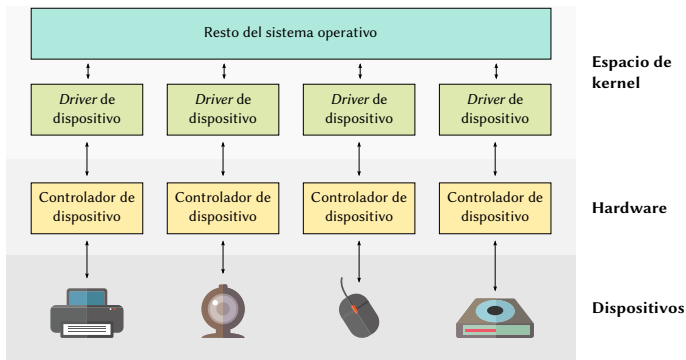 Resto del sistema operativo
Espacio de
kernel
Driver de
dispositivo
Driver de
dispositivo
Driver de
dispositivo
Driver de
dispositivo
Controlador de
dispositivo
Controlador de
dispositivo
Controlador de
dispositivo
Controlador de
dispositivo
Hardware
Dispositivos